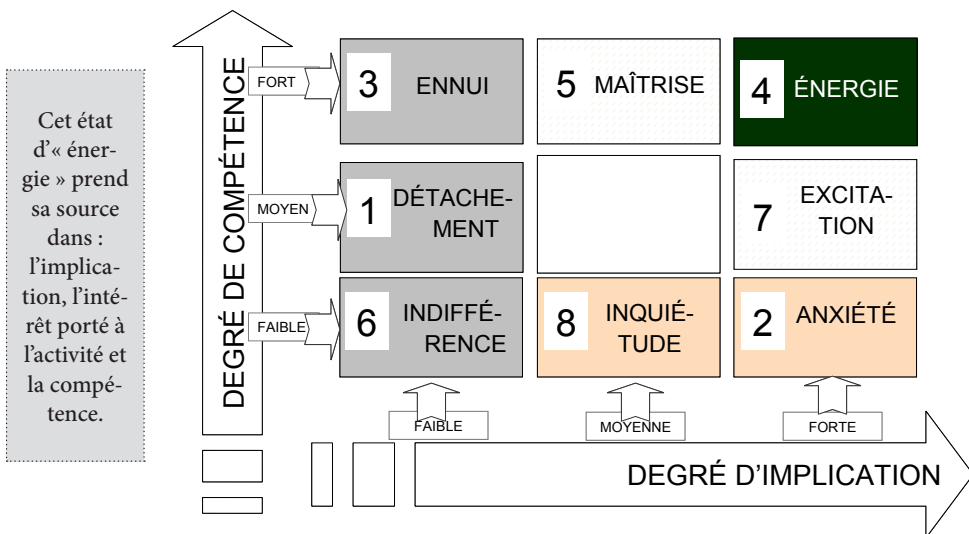 Cet état
d'« éner-
gie » prend
sa source
dans :
l'implica-
tion, l'inté-
rêt porté à
l'activité et
la compé-
tence.
DEGRÉ DE COMPÉTENCE
FORT
3 ENNUI
5 MAÎTRISE
4 ÉNERGIE
MOYEN
1 DÉTACHE-
MENT
7 EXCITA-
TION
FAIBLE
6 INDIFFÉ-
RENCE
8 INQUIÉ-
TUDE
2 ANXIÉTÉ
FAIBLE
MOYENNE
FORTE
DEGRÉ D'IMPLICATION